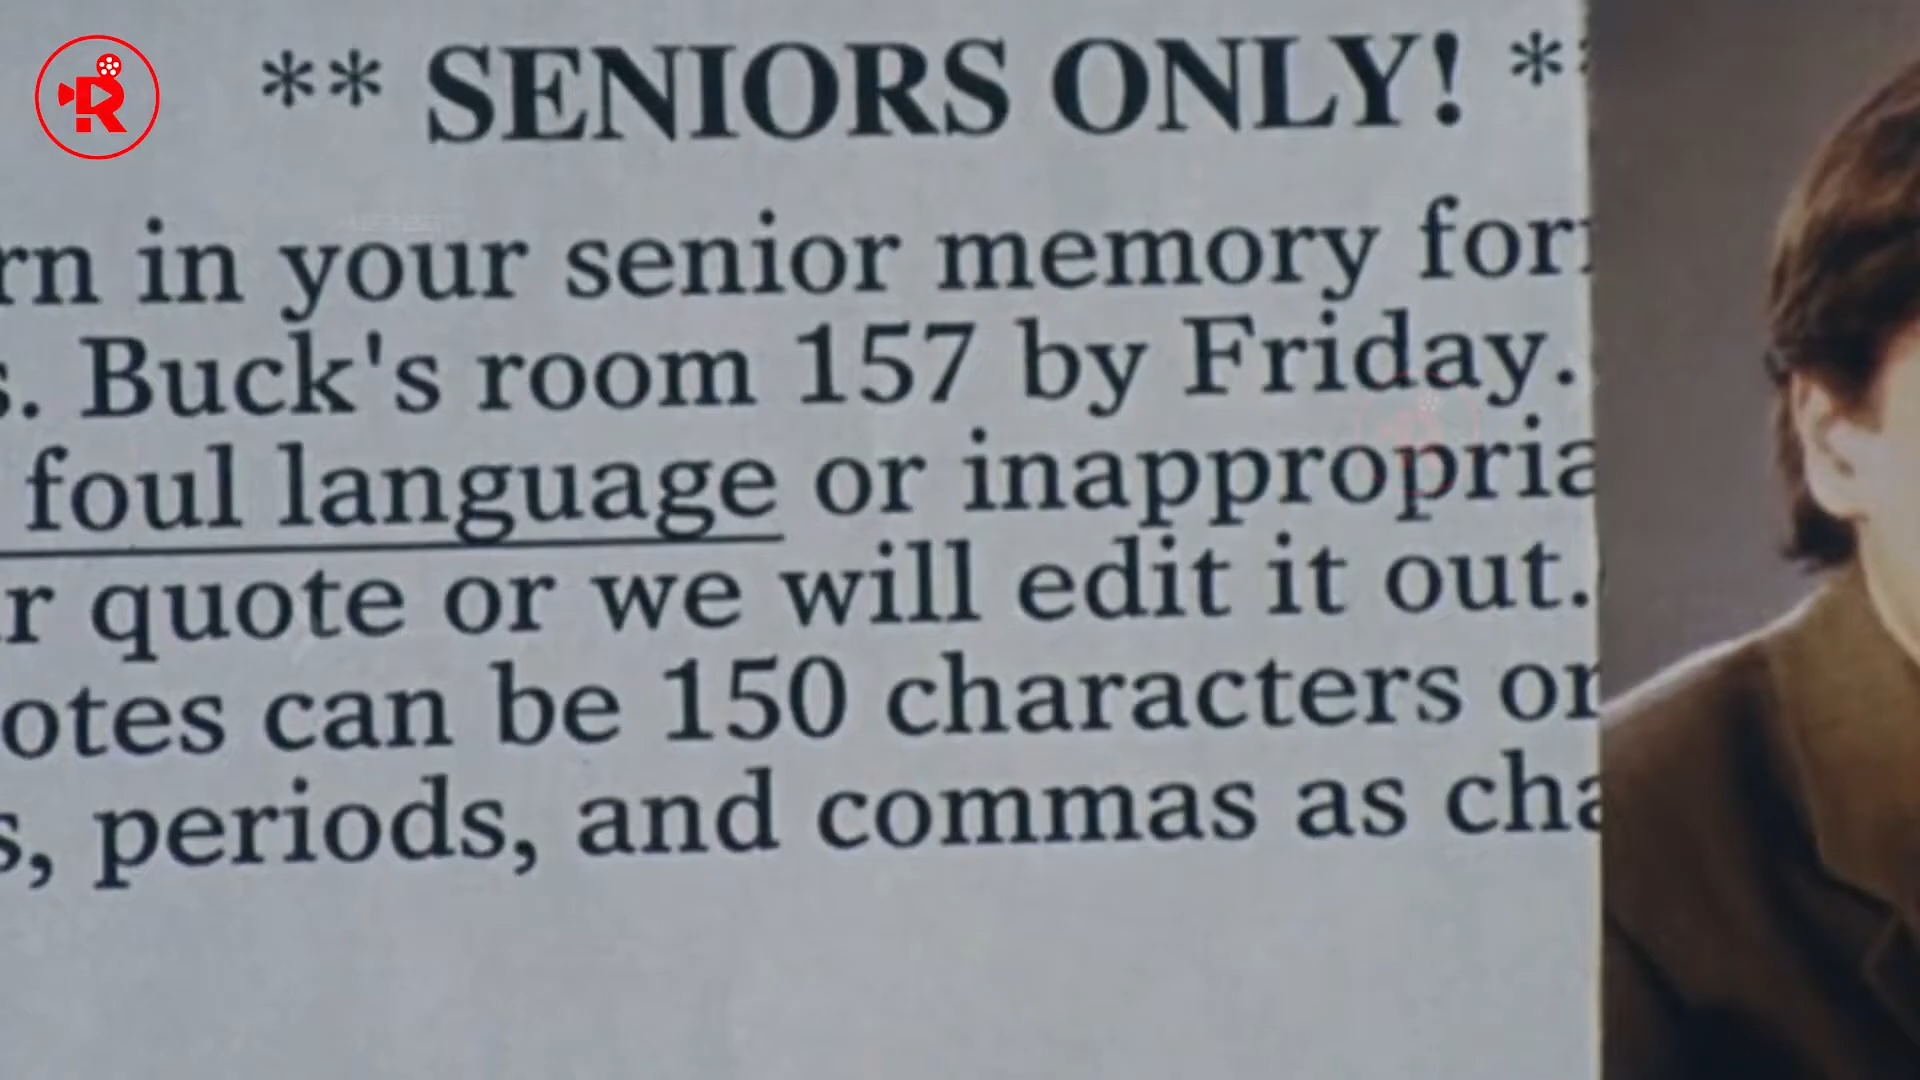 ** SENIORS ONLY! *
rn in your senior memory for
s. Buck's room 157 by Friday.
foul language or inappropria
r quote or we will edit it out.
otes can be 150 characters or
s, periods, and commas as cha